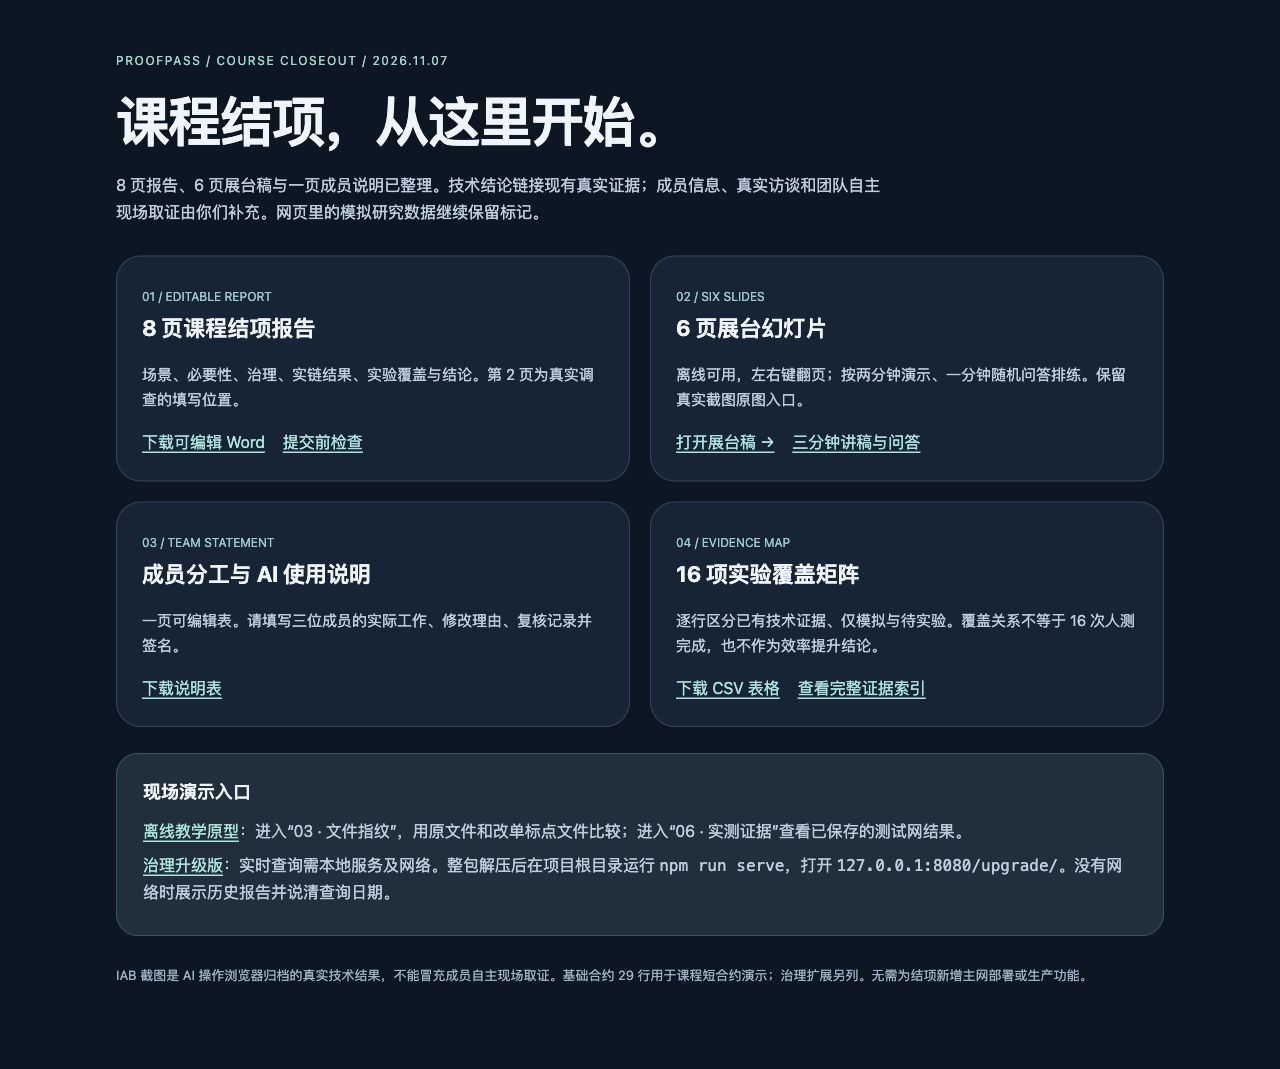 PROOFPASS / COURSE CLOSEOUT / 2026.11.07
课程结项，从这里开始。
8 页报告、6 页展台稿与一页成员说明已整理。技术结论链接现有真实证据；成员信息、真实访谈和团队自主
现场取证由你们补充。网页里的模拟研究数据继续保留标记。
01 / EDITABLE REPORT
8 页课程结项报告
场景、必要性、治理、实链结果、实验覆盖与结论。第 2 页为真实调
查的填写位置。
下载可编辑 Word 提交前检查
02 / SIX SLIDES
6 页展台幻灯片
离线可用，左右键翻页；按两分钟演示、一分钟随机问答排练。保留
真实截图原图入口。
打开展台稿 → 三分钟讲稿与问答
03 / TEAM STATEMENT
成员分工与 AI 使用说明
一页可编辑表。请填写三位成员的实际工作、修改理由、复核记录并
签名。
下载说明表
04 / EVIDENCE MAP
16 项实验覆盖矩阵
逐行区分已有技术证据、仅模拟与待实验。覆盖关系不等于 16 次人测
完成，也不作为效率提升结论。
下载 CSV 表格 查看完整证据索引
现场演示入口
离线教学原型：进入“03 · 文件指纹”，用原文件和改单标点文件比较；进入“06 · 实测证据”查看已保存的测试网结果。
治理升级版：实时查询需本地服务及网络。整包解压后在项目根目录运行 npm run serve，打开 127.0.0.1:8080/upgrade/。没有网
络时展示历史报告并说清查询日期。
IAB 截图是 AI 操作浏览器归档的真实技术结果，不能冒充成员自主现场取证。基础合约 29 行用于课程短合约演示；治理扩展另列。无需为结项新增主网部署或生产功能。